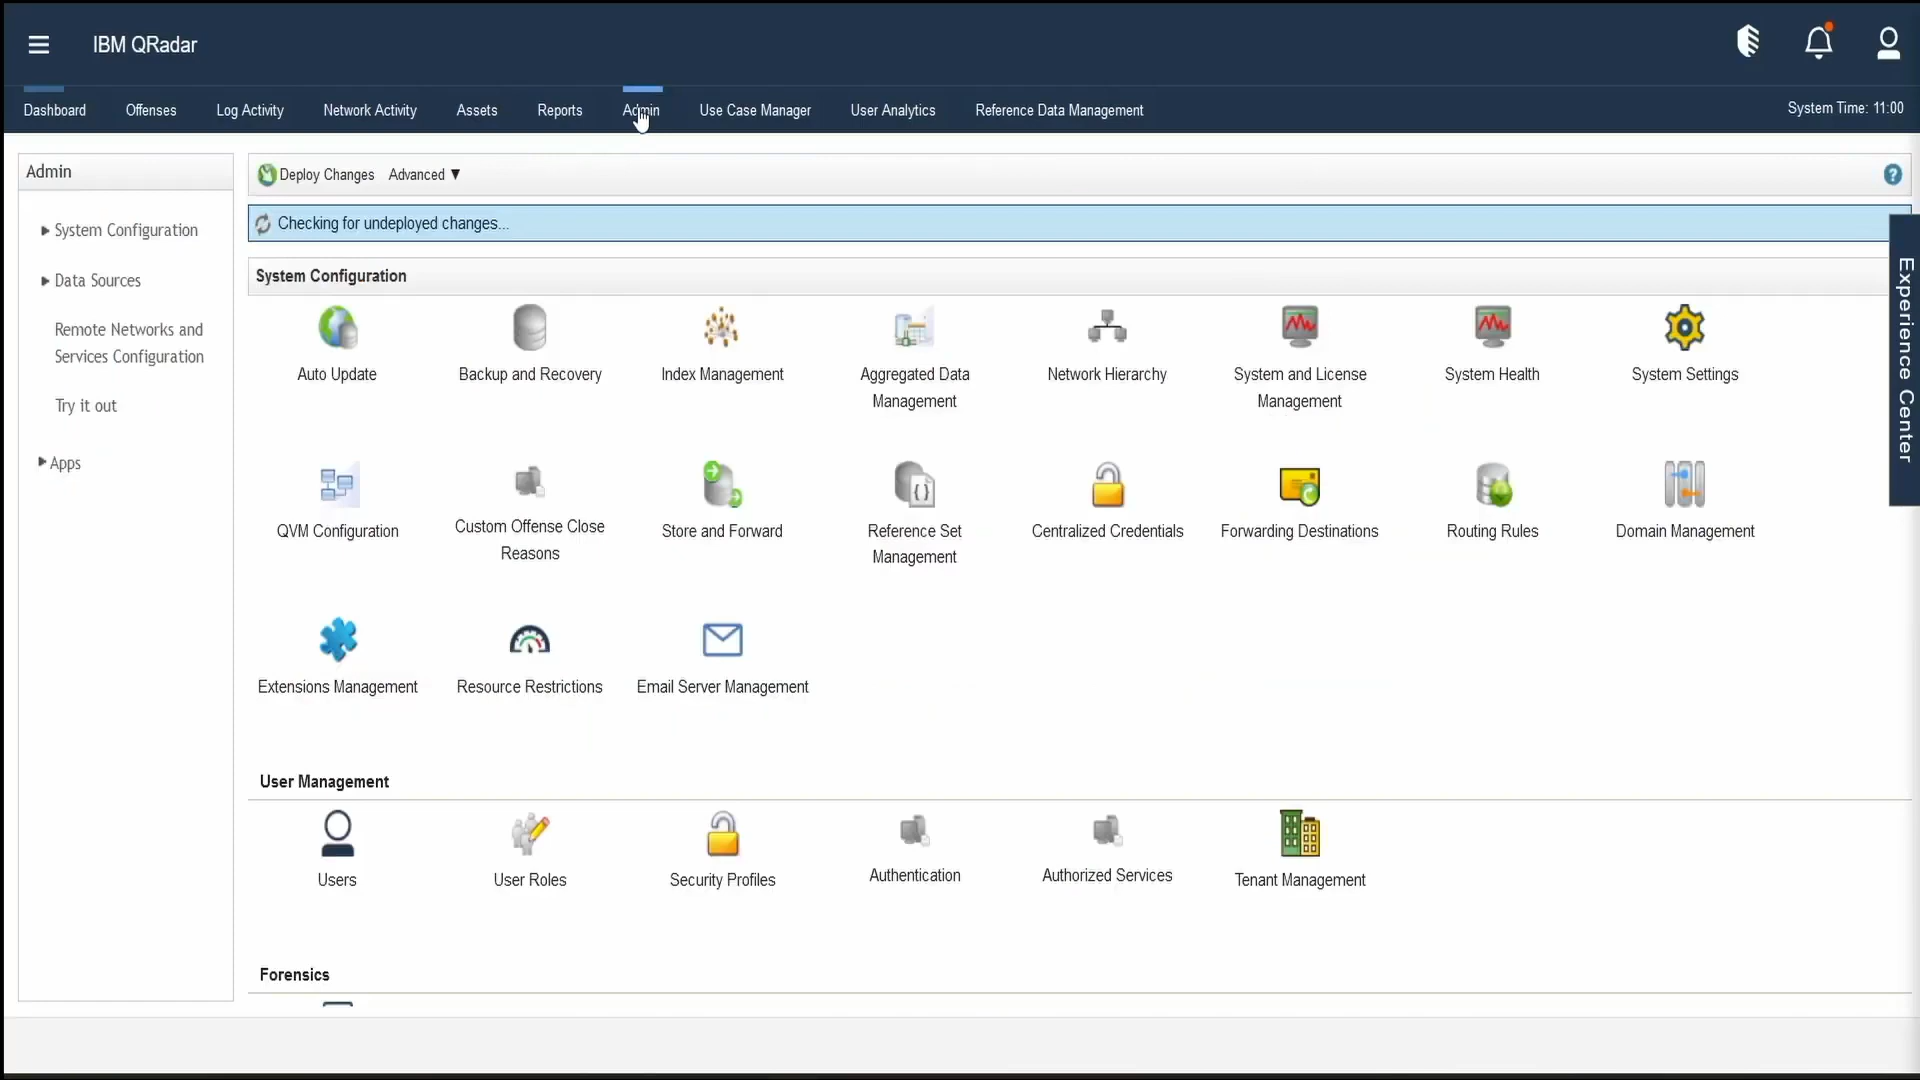 IBM QRadar
Dashboard
Offenses
Log Activity
Network Activity
Assets
Reports
Admin
Use Case Manager
User Analytics
Reference Data Management
System Time: 11:00
Admin
System Configuration
Data Sources
Remote Networks and
Services Configuration
Try it out
Apps
Deploy Changes
Advanced ▼
?
Checking for undeployed changes...
System Configuration
Auto Update
Backup and Recovery
Index Management
Aggregated Data
Management
Network Hierarchy
System and License
Management
System Health
System Settings
QVM Configuration
Custom Offense Close
Reasons
Store and Forward
Reference Set
Management
Centralized Credentials
Forwarding Destinations
Routing Rules
Domain Management
Extensions Management
Resource Restrictions
Email Server Management
User Management
Users
User Roles
Security Profiles
Authentication
Authorized Services
Tenant Management
Forensics
Experience Center